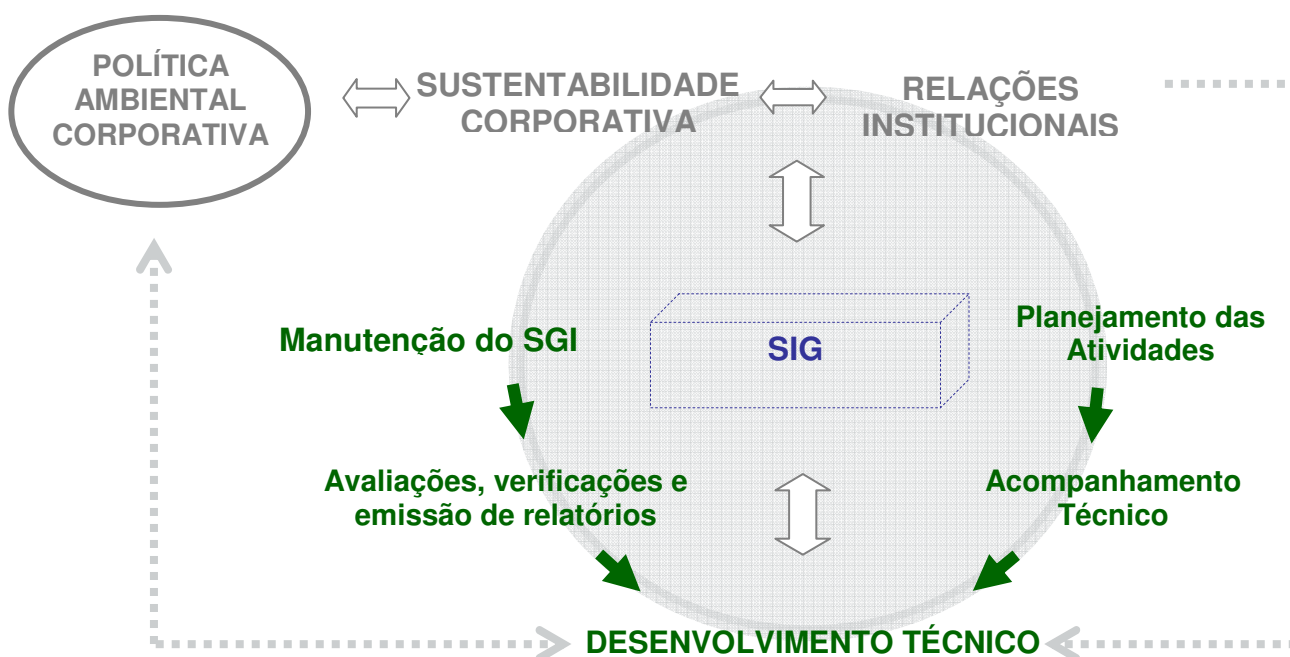 POLÍTICA
AMBIENTAL
CORPORATIVA
SUSTENTABILIDADE
CORPORATIVA
RELAÇÕES
INSTITUCIONAIS
Manutenção do SGI
SIG
Planejamento das
Atividades
Avaliações, verificações e
emissão de relatórios
Acompanhamento
Técnico
DESENVOLVIMENTO TÉCNICO